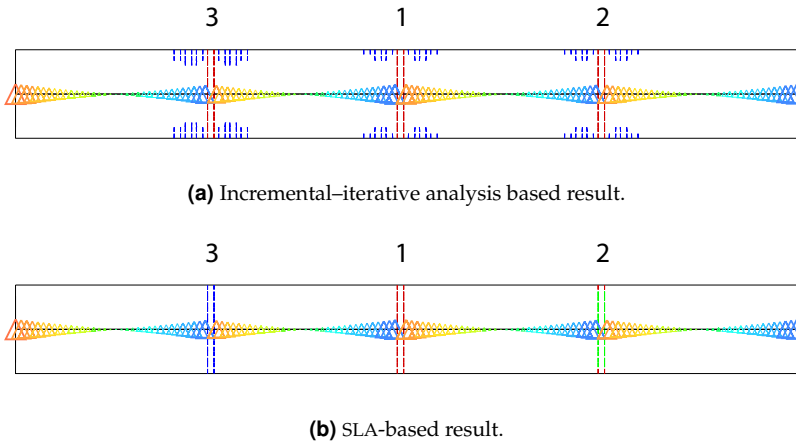 3 1 2
(a) Incremental–iterative analysis based result.
3 1 2
(b) SLA-based result.